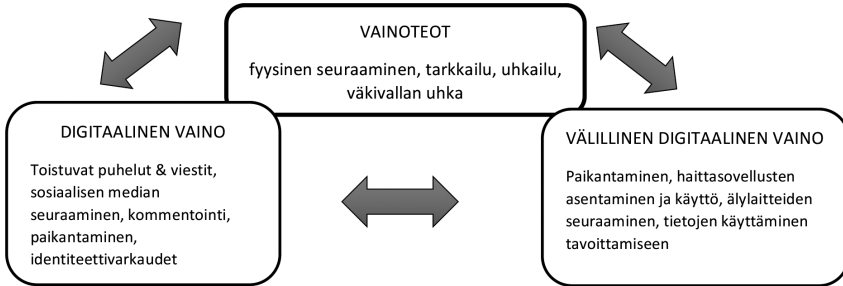 VAINOTEOT
fyysinen seuraaminen, tarkkailu, uhkailu,
väkivallan uhka
DIGITAALINEN VAINO
Toistuvat puhelut & viestit,
sosiaalisen median
seuraaminen, kommentointi,
paikantaminen,
identiteettivarkaudet
VÄLILLINEN DIGITAALINEN VAINO
Paikantaminen, haittasovellusten
asentaminen ja käyttö, älylaitteiden
seuraaminen, tietojen käyttäminen
tavoittamiseen